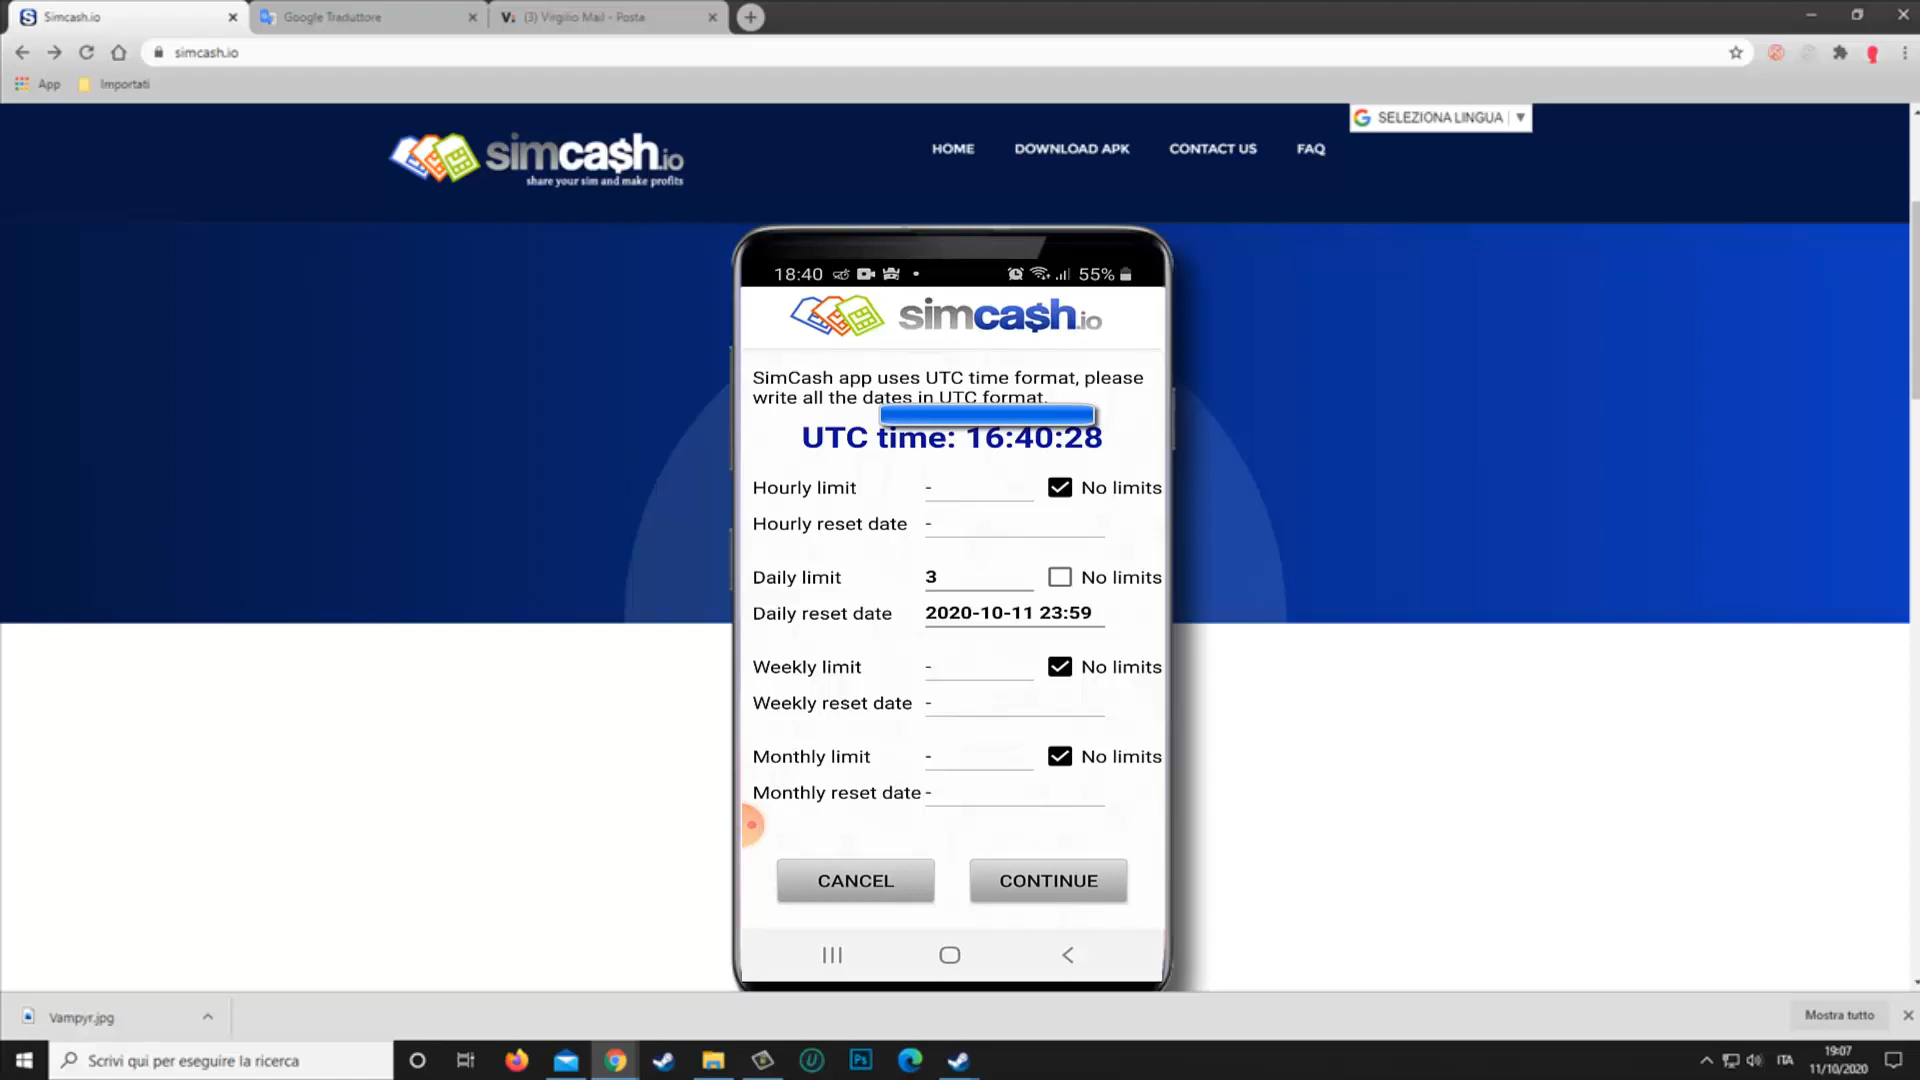 Simcash.io
Google Traduttore
(3) Virgilio Mail - Posta
simcash.io
App
Importati
SELEZIONA LINGUA
simca$h.io
share your sim and make profits
HOME
DOWNLOAD APK
CONTACT US
FAQ
18:40
55%
simca$h.io
SimCash app uses UTC time format, please
write all the dates in UTC format.
UTC time: 16:40:28
Hourly limit - No limits
Hourly reset date -
Daily limit 3 No limits
Daily reset date 2020-10-11 23:59
Weekly limit - No limits
Weekly reset date -
Monthly limit - No limits
Monthly reset date -
CANCEL
CONTINUE
Vampyr.jpg
Mostra tutto
Scrivi qui per eseguire la ricerca
Ps
ITA
19:07
11/10/2020